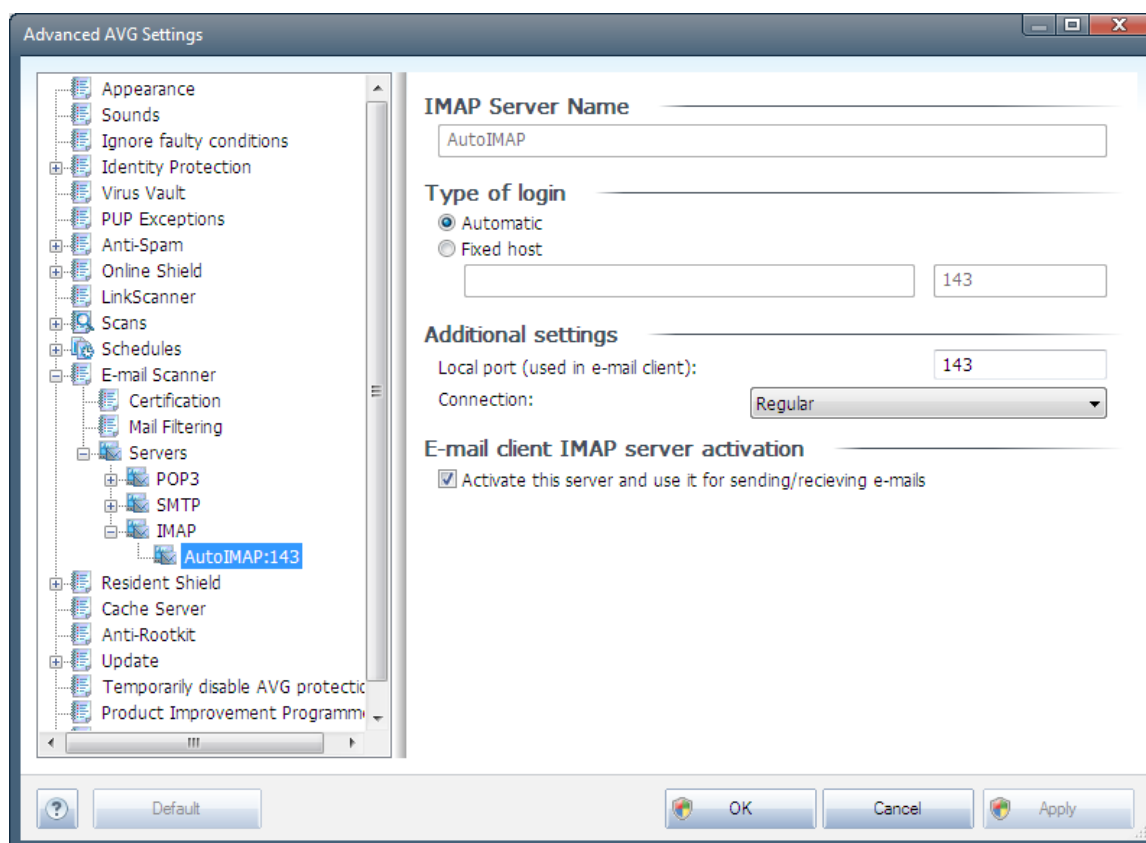 Advanced AVG Settings
Appearance
Sounds
Ignore faulty conditions
Identity Protection
Virus Vault
PUP Exceptions
Anti-Spam
Online Shield
LinkScanner
Scans
Schedules
E-mail Scanner
Certification
Mail Filtering
Servers
POP3
SMTP
IMAP
AutoIMAP:143
Resident Shield
Cache Server
Anti-Rootkit
Update
Temporarily disable AVG protectio
Product Improvement Programm
IMAP Server Name
AutoIMAP
Type of login
Automatic
Fixed host
143
Additional settings
Local port (used in e-mail client):
143
Connection:
Regular
E-mail client IMAP server activation
Activate this server and use it for sending/recieving e-mails
?
Default
OK
Cancel
Apply